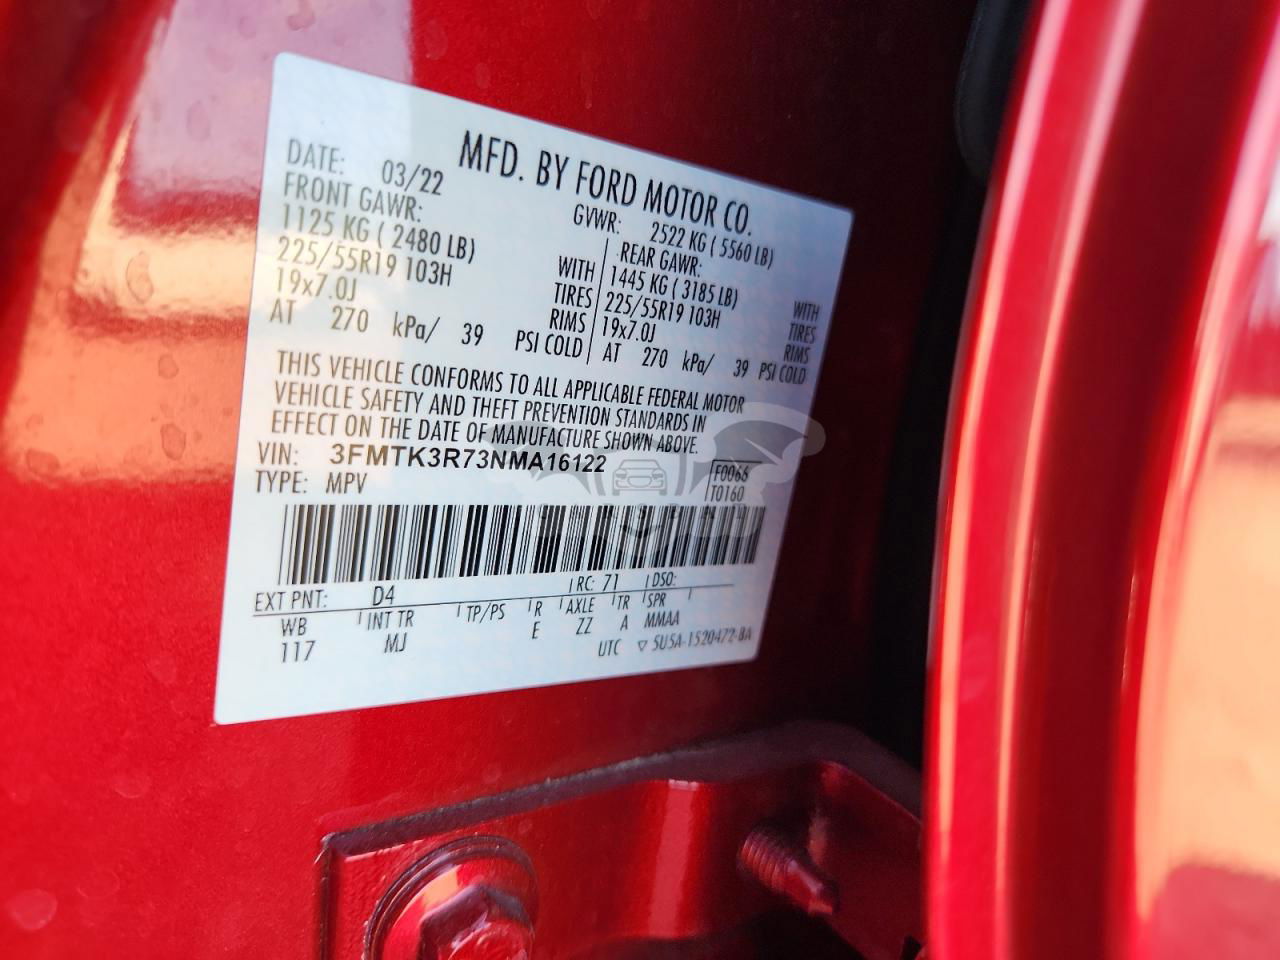 MFD. BY FORD MOTOR CO.
DATE: 03/22
GVWR: 2522 KG ( 5560 LB)
FRONT GAWR:
1125 KG ( 2480 LB)
225/55R19 103H
19x7.0J
AT 270 kPa/ 39
WITH
TIRES
RIMS
PSI COLD
REAR GAWR:
1445 KG ( 3185 LB)
225/55R19 103H
19x7.0J
AT 270 kPa/ 39
WITH
TIRES
RIMS
PSI COLD
THIS VEHICLE CONFORMS TO ALL APPLICABLE FEDERAL MOTOR
VEHICLE SAFETY AND THEFT PREVENTION STANDARDS IN
EFFECT ON THE DATE OF MANUFACTURE SHOWN ABOVE.
VIN: 3FMTK3R73NMA16122
TYPE: MPV
F0066
T0160
EXT PNT: D4 RC: 71 DSO:
WB INT TR TP/PS R AXLE TR SPR
117 MJ E ZZ A MMAA
UTC ▽ 5U5A-1520472-BA